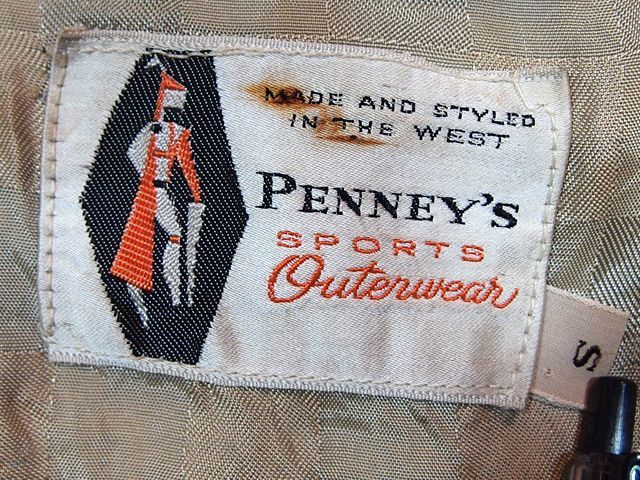 MADE AND STYLED
IN THE WEST
PENNEY'S
SPORTS
Outerwear
S